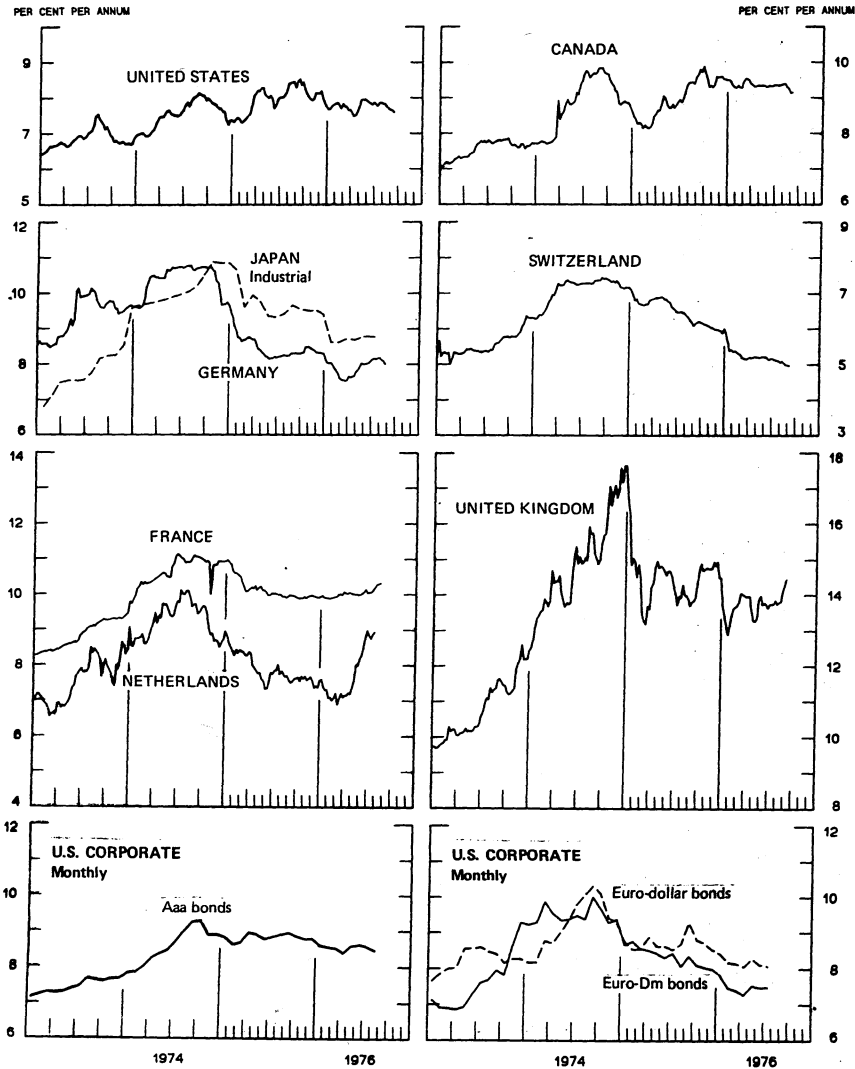 PER CENT PER ANNUM
PER CENT PER ANNUM
9
UNITED STATES
7
5
CANADA
10
8
6
12
JAPAN
Industrial
10
8
GERMANY
6
9
SWITZERLAND
7
5
3
14
12
FRANCE
10
8
NETHERLANDS
6
4
18
UNITED KINGDOM
16
14
12
10
8
12
U.S. CORPORATE
Monthly
10
Aaa bonds
8
6
12
U.S. CORPORATE
Monthly
Euro-dollar bonds
10
8
Euro-Dm bonds
6
1974
1976
1974
1976